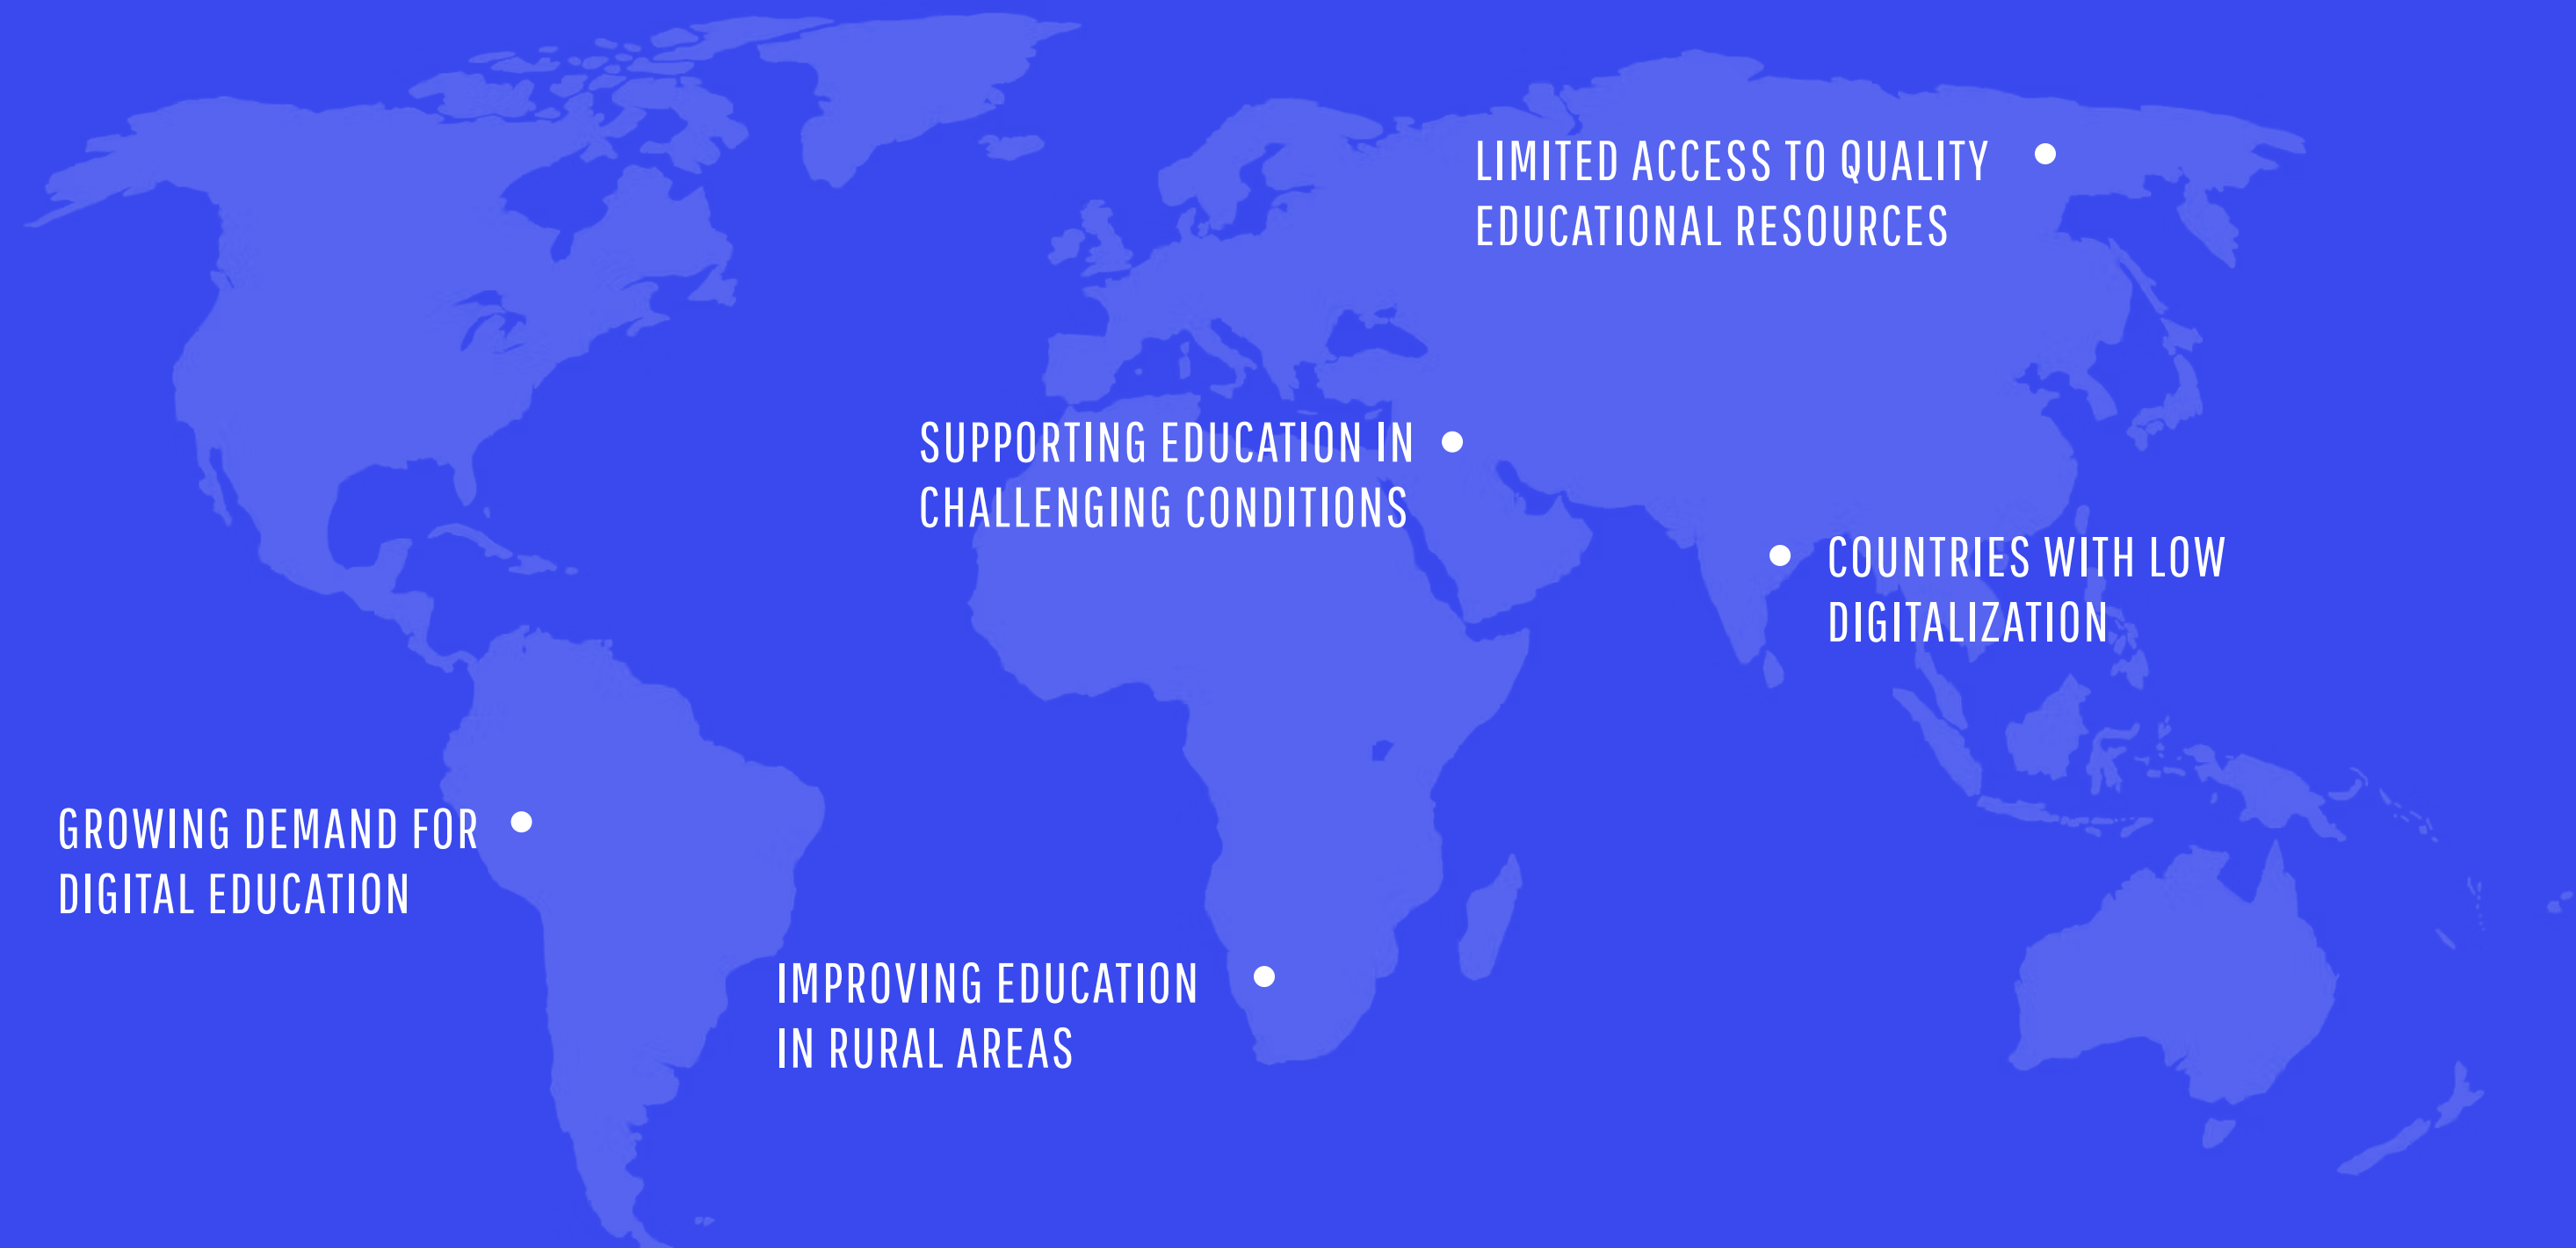 LIMITED ACCESS TO QUALITY
EDUCATIONAL RESOURCES
SUPPORTING EDUCATION IN
CHALLENGING CONDITIONS
COUNTRIES WITH LOW
DIGITALIZATION
GROWING DEMAND FOR
DIGITAL EDUCATION
IMPROVING EDUCATION
IN RURAL AREAS